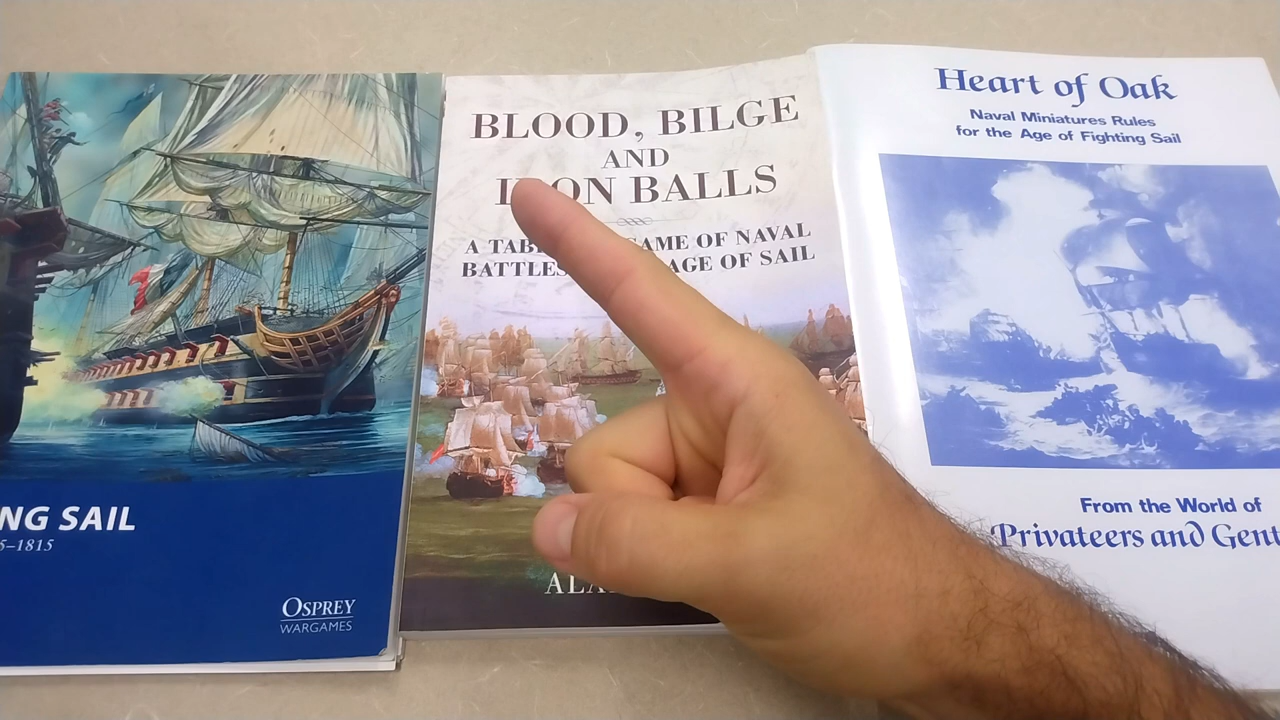 NG SAIL
5–1815
OSPREY
WARGAMES
BLOOD, BILGE
AND
I ON BALLS
A TAB GAME OF NAVAL
BATTLES AGE OF SAIL
ALA
Heart of Oak
Naval Miniatures Rules
for the Age of Fighting Sail
From the World of
Privateers and Gent